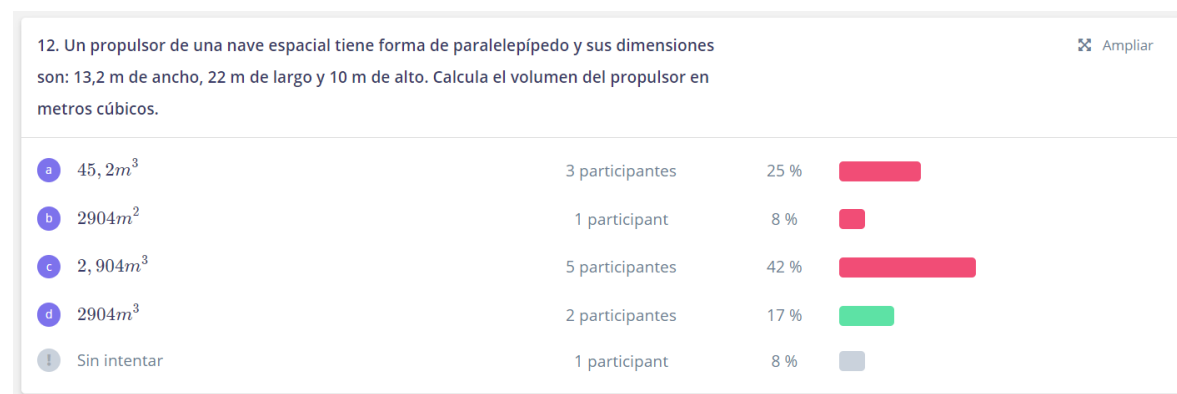 12. Un propulsor de una nave espacial tiene forma de paralelepípedo y sus dimensiones
son: 13,2 m de ancho, 22 m de largo y 10 m de alto. Calcula el volumen del propulsor en
metros cúbicos.
Ampliar
a 45, 2m³ 3 participantes 25 %
b 2904m² 1 participant 8 %
c 2, 904m³ 5 participantes 42 %
d 2904m³ 2 participantes 17 %
! Sin intentar 1 participant 8 %